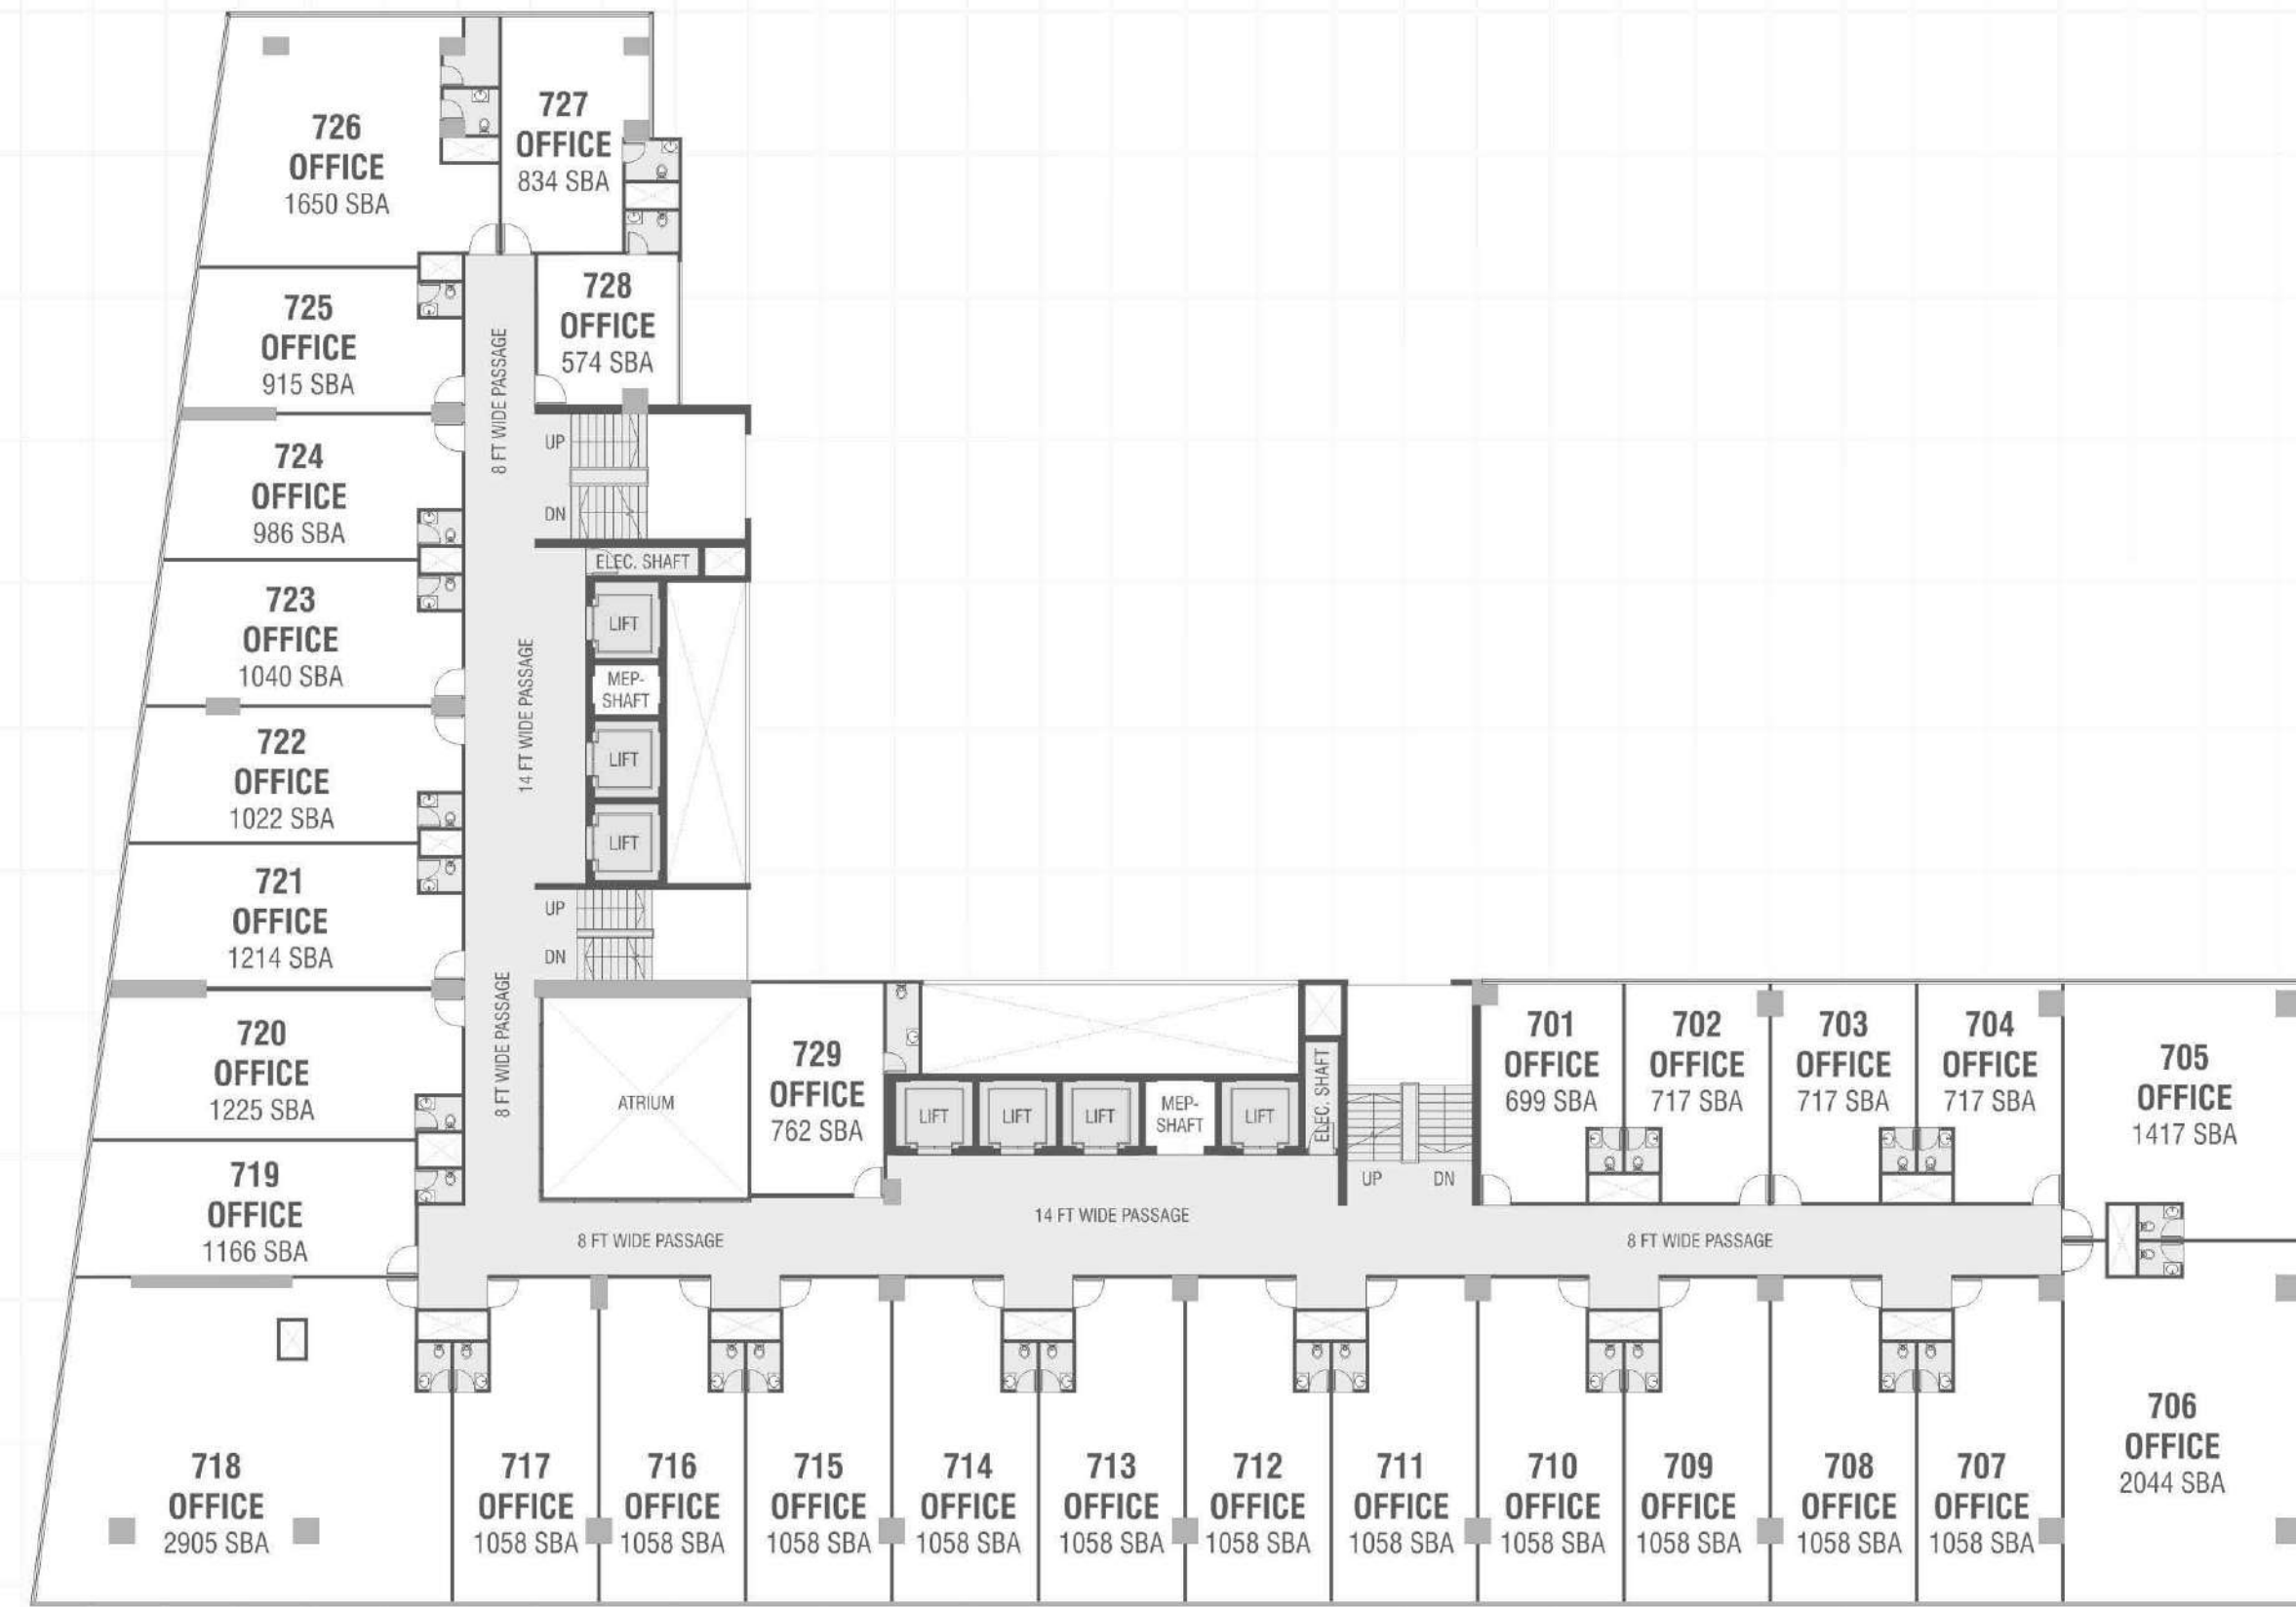 726
OFFICE
1650 SBA
727
OFFICE
834 SBA
725
OFFICE
915 SBA
728
OFFICE
574 SBA
8 FT WIDE PASSAGE
724
OFFICE
986 SBA
UP
DN
ELEC. SHAFT
723
OFFICE
1040 SBA
14 FT WIDE PASSAGE
LIFT
MEP-
SHAFT
LIFT
LIFT
722
OFFICE
1022 SBA
721
OFFICE
1214 SBA
UP
DN
8 FT WIDE PASSAGE
720
OFFICE
1225 SBA
ATRIUM
729
OFFICE
762 SBA
LIFT
LIFT
LIFT
MEP-
SHAFT
LIFT
ELEC. SHAFT
UP
DN
701
OFFICE
699 SBA
702
OFFICE
717 SBA
703
OFFICE
717 SBA
704
OFFICE
717 SBA
705
OFFICE
1417 SBA
719
OFFICE
1166 SBA
8 FT WIDE PASSAGE
14 FT WIDE PASSAGE
8 FT WIDE PASSAGE
718
OFFICE
2905 SBA
717
OFFICE
1058 SBA
716
OFFICE
1058 SBA
715
OFFICE
1058 SBA
714
OFFICE
1058 SBA
713
OFFICE
1058 SBA
712
OFFICE
1058 SBA
711
OFFICE
1058 SBA
710
OFFICE
1058 SBA
709
OFFICE
1058 SBA
708
OFFICE
1058 SBA
707
OFFICE
1058 SBA
706
OFFICE
2044 SBA